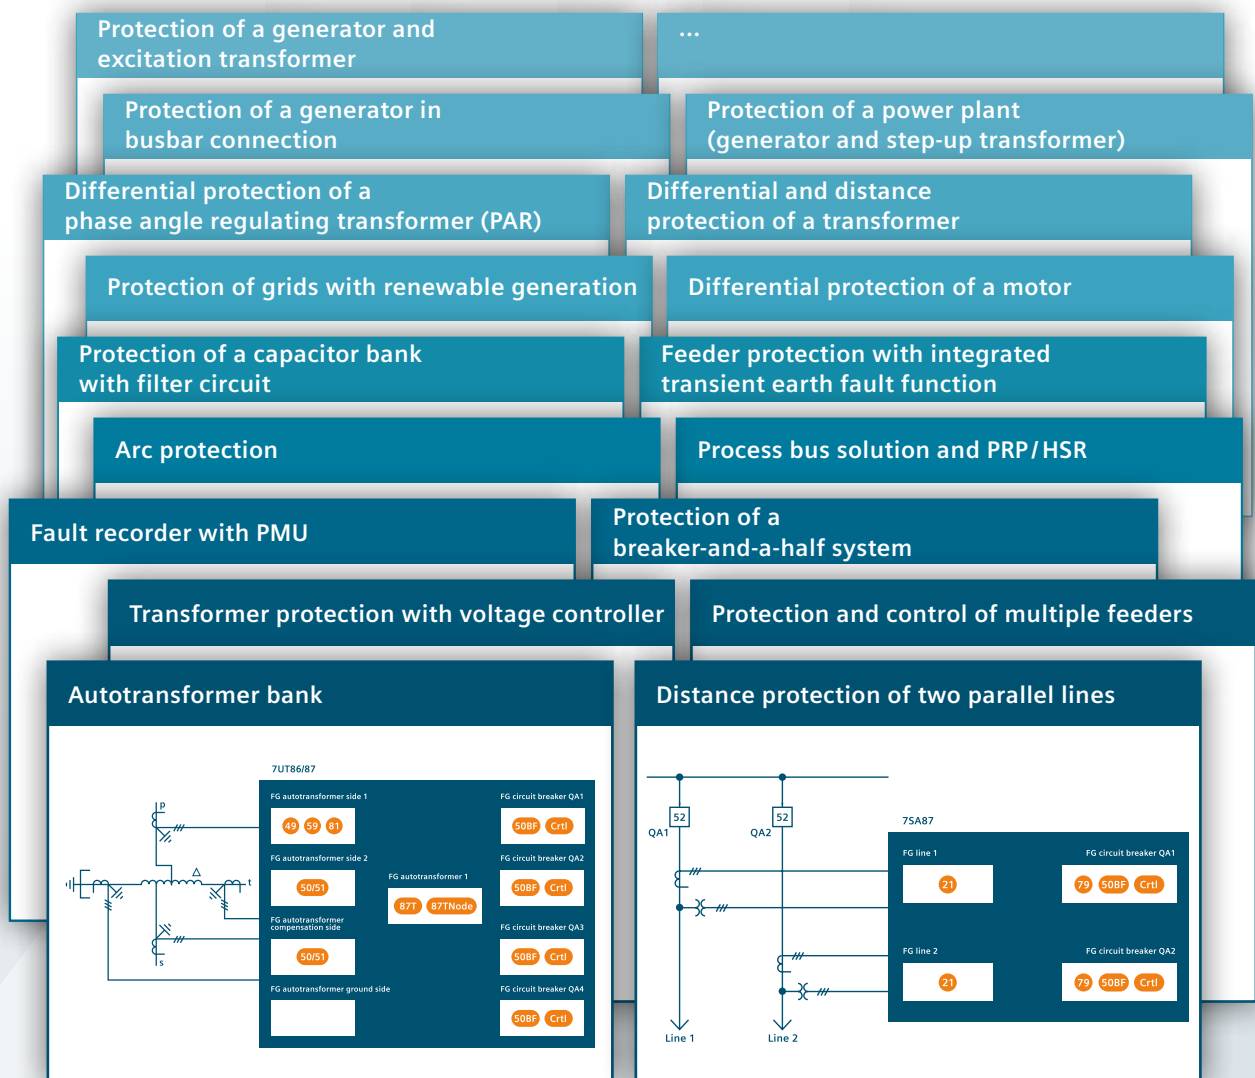 Protection of a generator and
excitation transformer
...
Protection of a generator in
busbar connection
Protection of a power plant
(generator and step-up transformer)
Differential protection of a
phase angle regulating transformer (PAR)
Differential and distance
protection of a transformer
Protection of grids with renewable generation
Differential protection of a motor
Protection of a capacitor bank
with filter circuit
Feeder protection with integrated
transient earth fault function
Arc protection
Process bus solution and PRP/HSR
Fault recorder with PMU
Protection of a
breaker-and-a-half system
Transformer protection with voltage controller
Protection and control of multiple feeders
Autotransformer bank
7UT86/87
p
t
s
Δ
FG autotransformer side 1
49 59 81
FG autotransformer side 2
50/51
FG autotransformer
compensation side
50/51
FG autotransformer ground side
FG autotransformer 1
87T 87TNode
FG circuit breaker QA1
50BF Crtl
FG circuit breaker QA2
50BF Crtl
FG circuit breaker QA3
50BF Crtl
FG circuit breaker QA4
50BF Crtl
Distance protection of two parallel lines
52
QA1
52
QA2
Line 1
Line 2
7SA87
FG line 1
21
FG circuit breaker QA1
79 50BF Crtl
FG line 2
21
FG circuit breaker QA2
79 50BF Crtl